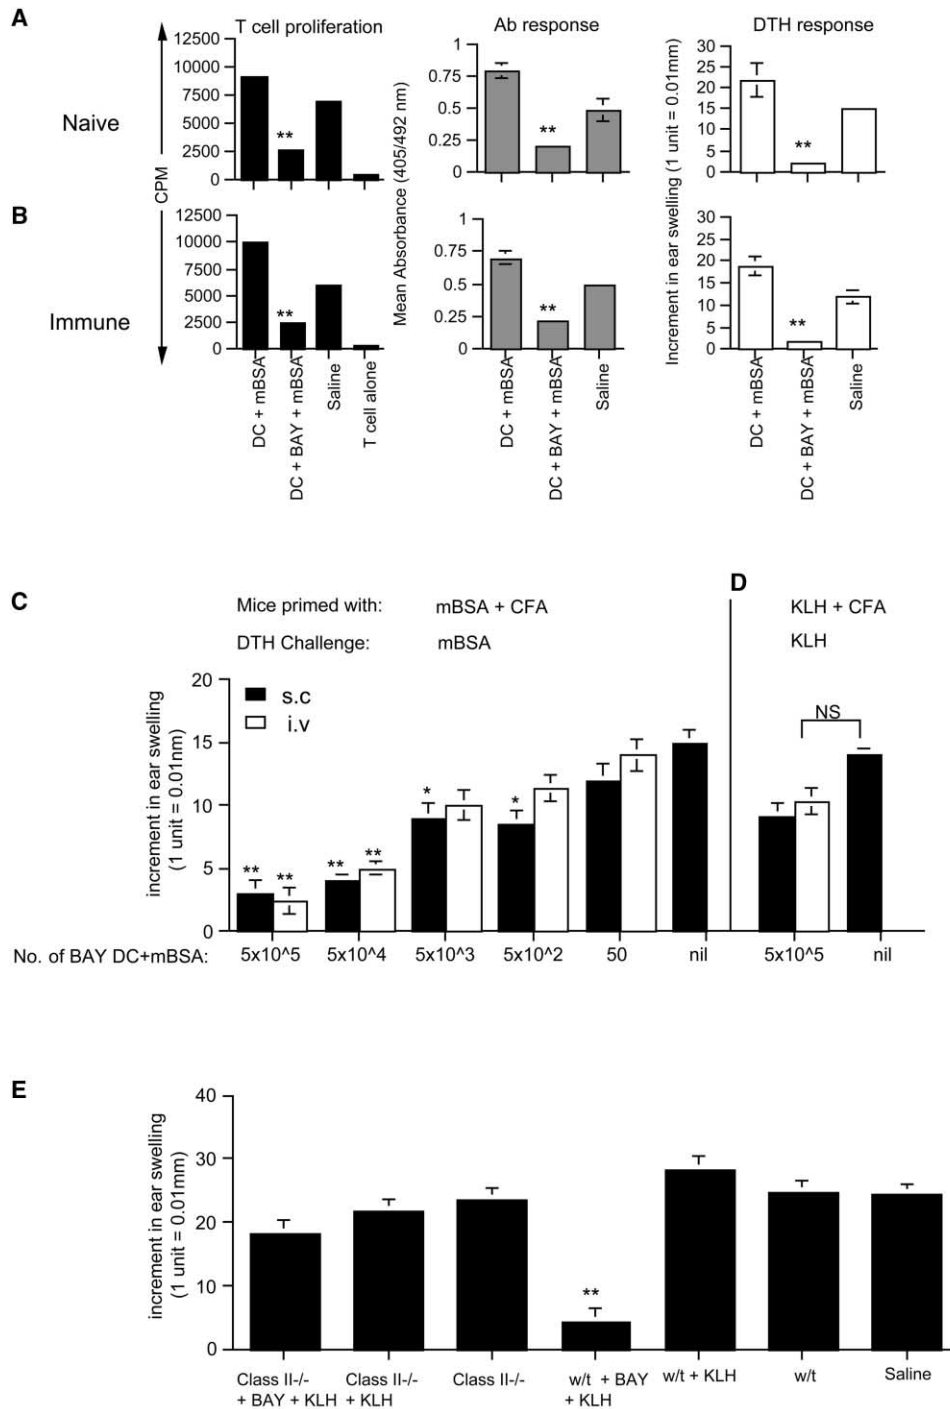 A
T cell proliferation
Ab response
DTH response
Naive
CPM
12500
10000
7500
5000
2500
0
**
Mean Absorbance (405/492 nm)
1
0.75
0.5
0.25
0
**
Increment in ear swelling (1 unit = 0.01mm)
30
25
20
15
10
5
0
**
B
Immune
12500
10000
7500
5000
2500
0
**
DC + mBSA
DC + BAY + mBSA
Saline
T cell alone
1
0.75
0.5
0.25
0
**
DC + mBSA
DC + BAY + mBSA
Saline
30
25
20
15
10
5
0
**
DC + mBSA
DC + BAY + mBSA
Saline
C
Mice primed with: mBSA + CFA
DTH Challenge: mBSA
D
KLH + CFA
KLH
increment in ear swelling
(1 unit = 0.01nm)
20
15
10
5
0
s.c
i.v
** ** ** ** * *
NS
No. of BAY DC+mBSA: 5x10^5 5x10^4 5x10^3 5x10^2 50 nil 5x10^5 nil
E
increment in ear swelling
(1 unit = 0.01mm)
40
30
20
10
0
**
Class II-/-
+ BAY + KLH
Class II-/-
+ KLH
Class II-/-
w/t + BAY
+ KLH
w/t + KLH
w/t
Saline